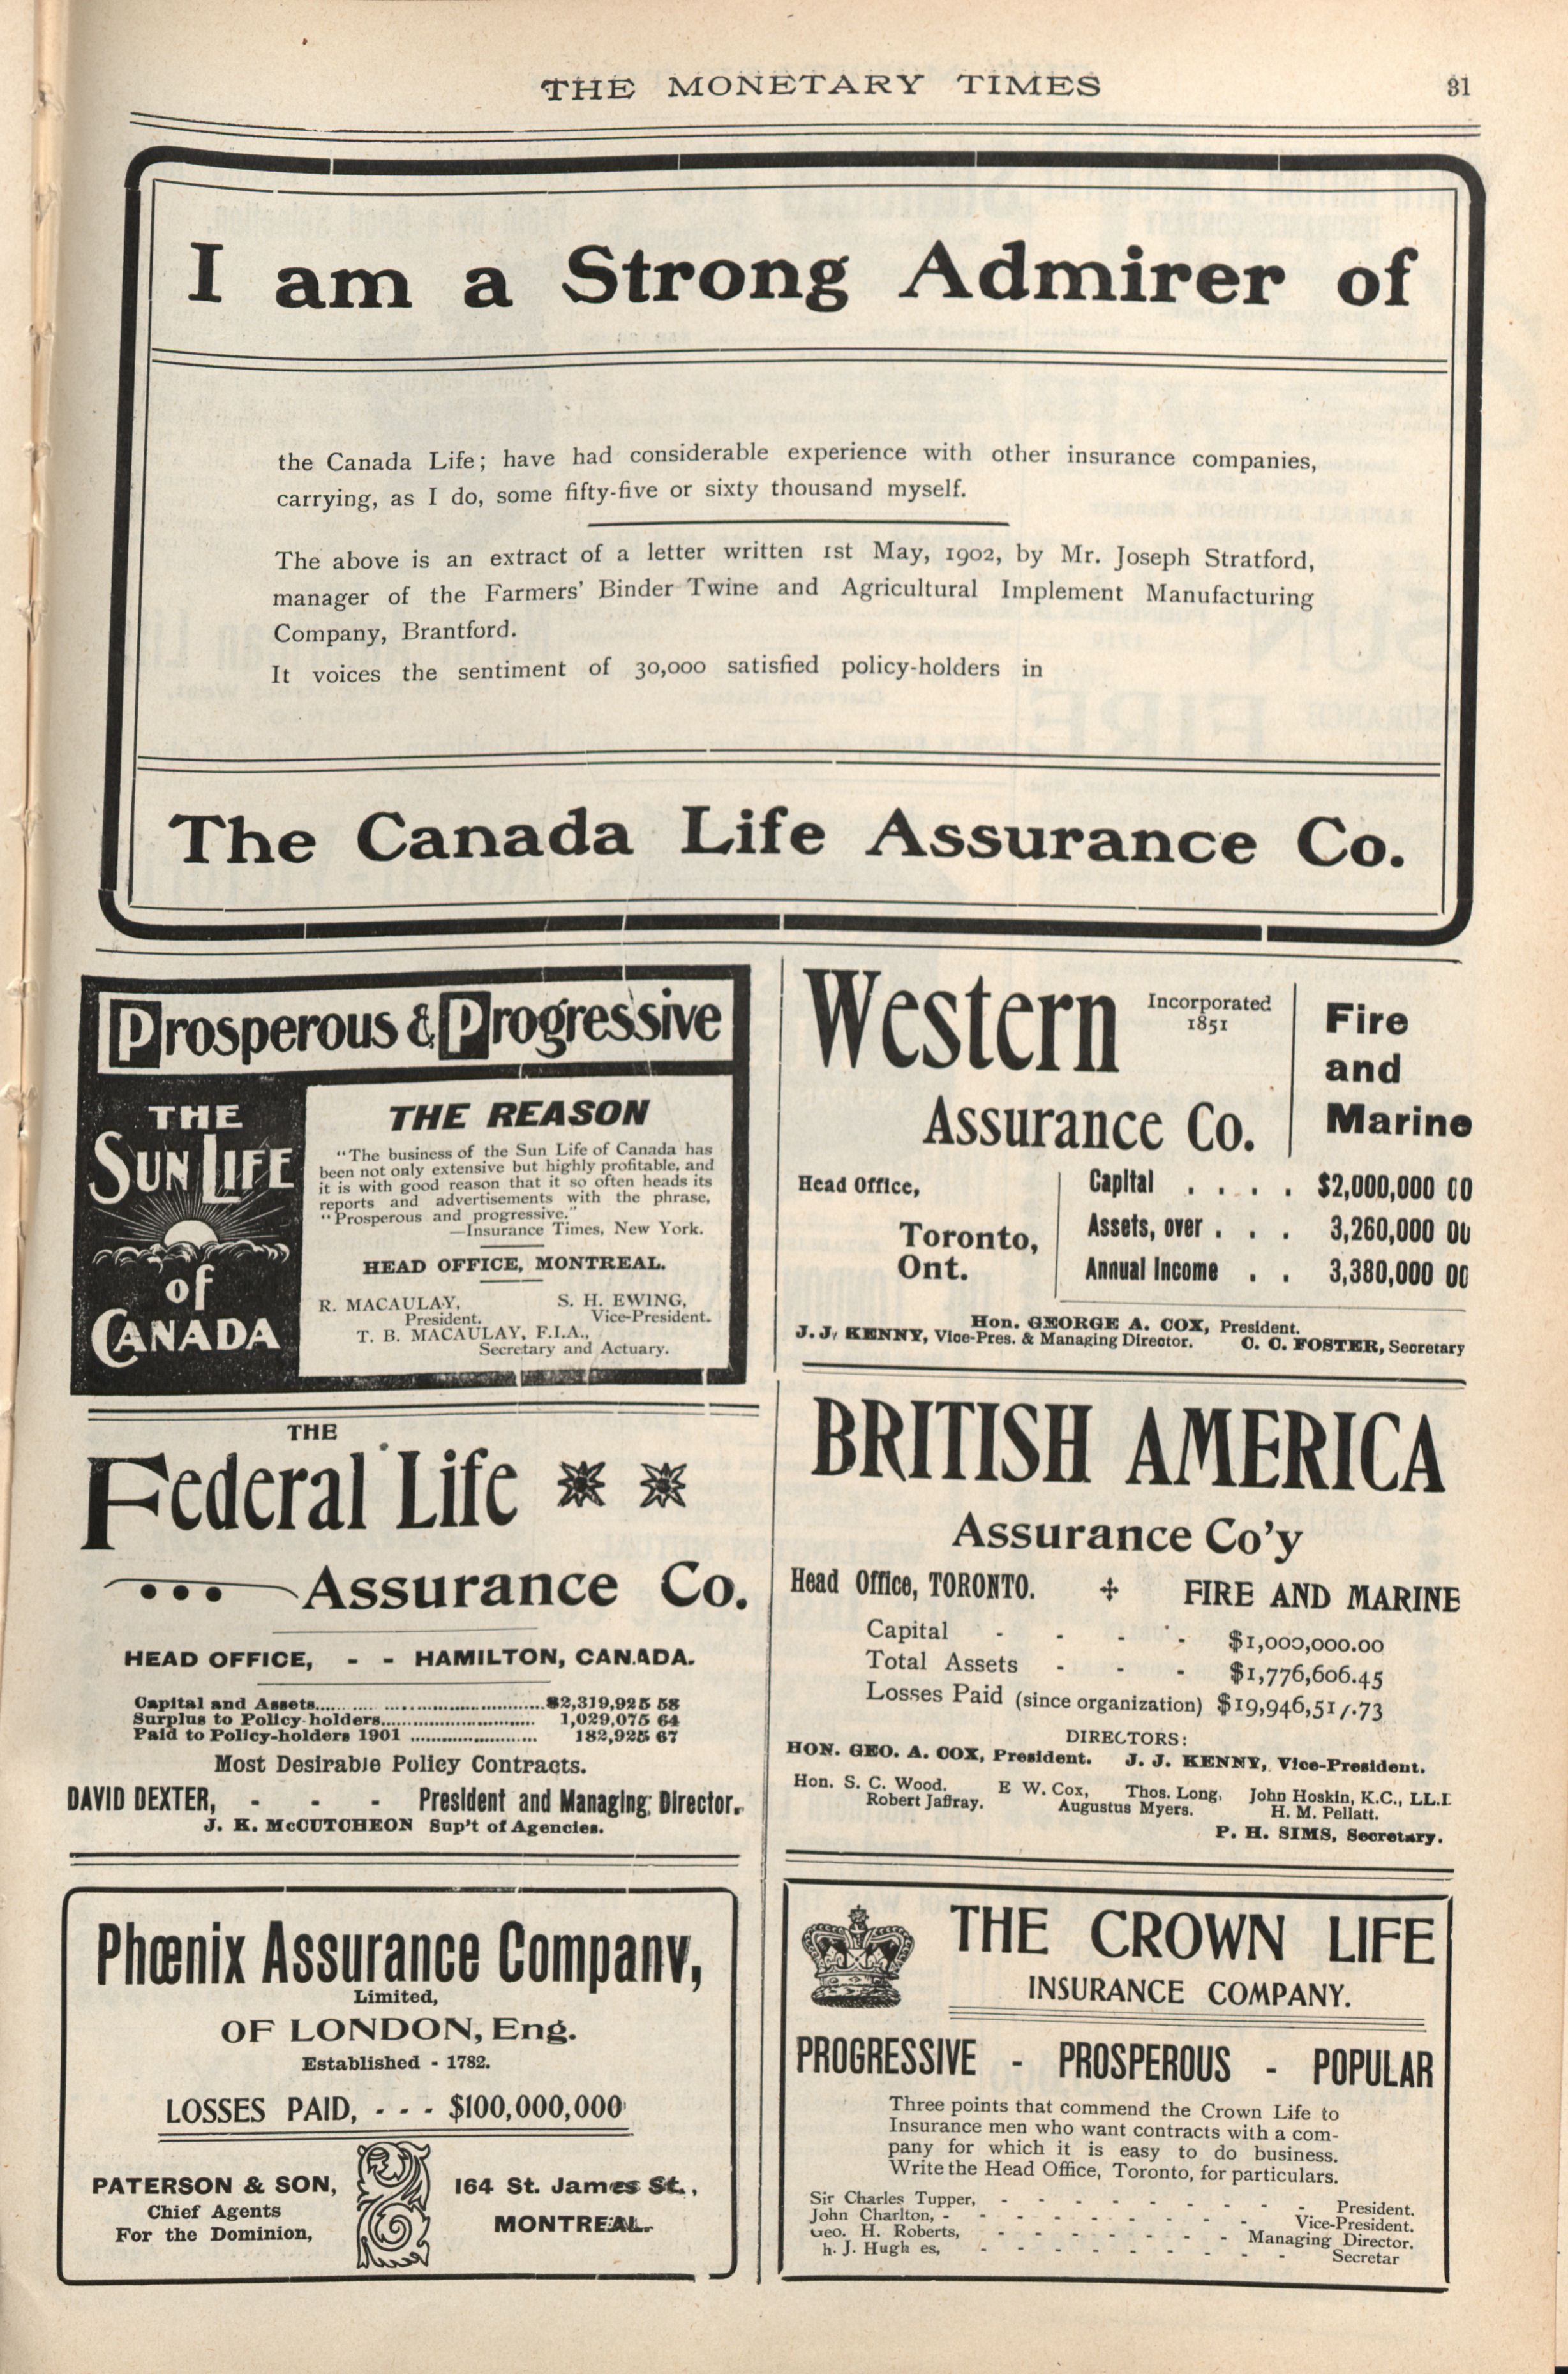 THE MONETARY TIMES 31
I am a Strong Admirer of
the Canada Life; have had considerable experience with other insurance companies,
carrying, as I do, some fifty-five or sixty thousand myself.
The above is an extract of a letter written 1st May, 1902, by Mr. Joseph Stratford,
manager of the Farmers' Binder Twine and Agricultural Implement Manufacturing
Company, Brantford.
It voices the sentiment of 30,000 satisfied policy-holders in
The Canada Life Assurance Co.
Prosperous & Progressive
THE
SUN LIFE
of
CANADA
THE REASON
"The business of the Sun Life of Canada has
been not only extensive but highly profitable, and
it is with good reason that it so often heads its
reports and advertisements with the phrase,
"Prosperous and progressive."
—Insurance Times, New York.
HEAD OFFICE, MONTREAL.
R. MACAULAY, S. H. EWING,
President. Vice-President.
T. B. MACAULAY, F.I.A.,
Secretary and Actuary.
Western
Incorporated
1851
Assurance Co.
Fire
and
Marine
Head Office,
Toronto,
Ont.
Capital . . . . $2,000,000 00
Assets, over . . . 3,260,000 00
Annual Income . . 3,380,000 00
Hon. GEORGE A. COX, President.
J. J. KENNY, Vice-Pres. & Managing Director. C. C. FOSTER, Secretary
THE
Federal Life
Assurance Co.
HEAD OFFICE, - - HAMILTON, CANADA.
Capital and Assets.......................................$2,319,925 58
Surplus to Policy-holders............................... 1,029,075 64
Paid to Policy-holders 1901 ......................... 182,925 67
Most Desirable Policy Contracts.
DAVID DEXTER, - - - President and Managing Director.
J. K. McCUTCHEON Sup't of Agencies.
BRITISH AMERICA
Assurance Co'y
Head Office, TORONTO. FIRE AND MARINE
Capital - - - - $1,000,000.00
Total Assets - - - $1,776,606.45
Losses Paid (since organization) $19,946,517.73
DIRECTORS:
HON. GEO. A. COX, President. J. J. KENNY, Vice-President.
Hon. S. C. Wood. E W. Cox, Thos. Long, John Hoskin, K.C., LL.D
Robert Jaffray. Augustus Myers. H. M. Pellatt.
P. H. SIMS, Secretary.
Phœnix Assurance Company,
Limited,
OF LONDON, Eng.
Established - 1782.
LOSSES PAID, - - - $100,000,000
PATERSON & SON,
Chief Agents
For the Dominion,
164 St. James St.,
MONTREAL.
THE CROWN LIFE
INSURANCE COMPANY.
PROGRESSIVE - PROSPEROUS - POPULAR
Three points that commend the Crown Life to
Insurance men who want contracts with a com-
pany for which it is easy to do business.
Write the Head Office, Toronto, for particulars.
Sir Charles Tupper, - - - - - - - - - President.
John Charlton, - - - - - - - - - Vice-President.
Geo. H. Roberts, - - - - - - - Managing Director.
h. J. Hugh es, - - - - - - - - - Secretar